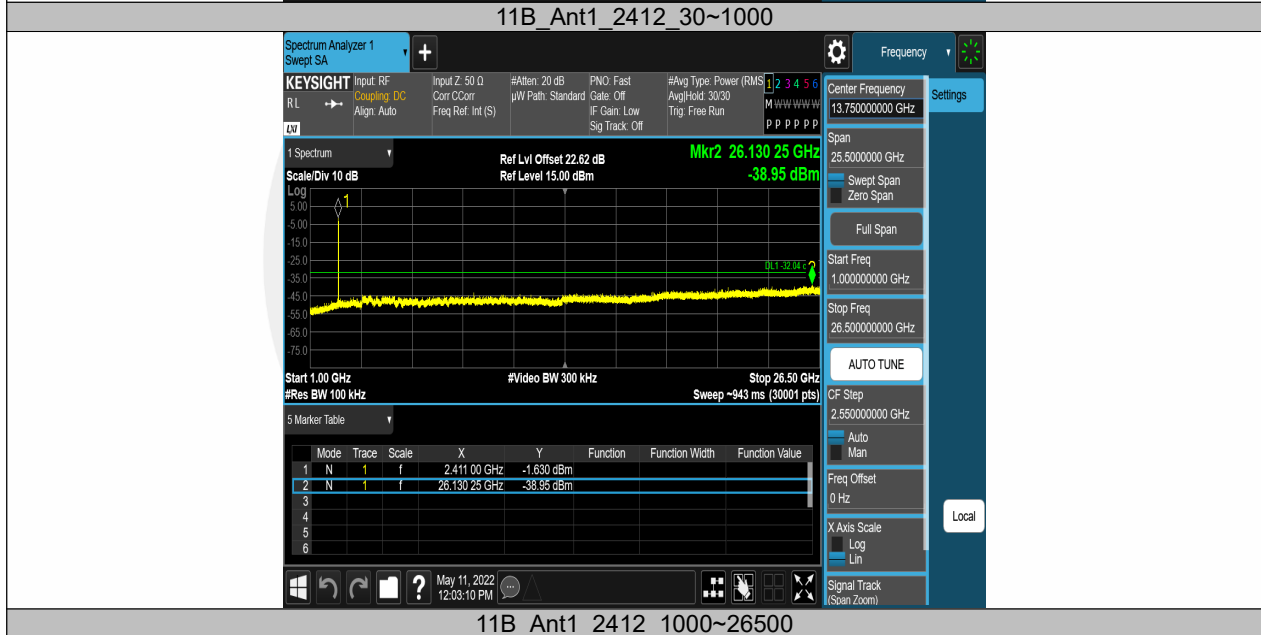 11B_Ant1_2412_30~1000
Spectrum Analyzer 1
Swept SA
Frequency
KEYSIGHT
RL
LXI
Input: RF
Coupling: DC
Align: Auto
Input Z: 50 Ω
Corr CCorr
Freq Ref: Int (S)
#Atten: 20 dB
µW Path: Standard
PNO: Fast
Gate: Off
IF Gain: Low
Sig Track: Off
#Avg Type: Power (RMS
Avg|Hold: 30/30
Trig: Free Run
1 2 3 4 5 6
M W W W W W
P P P P P P
1 Spectrum
Scale/Div 10 dB
Ref Lvl Offset 22.62 dB
Ref Level 15.00 dBm
Mkr2 26.130 25 GHz
-38.95 dBm
Log
5.00
-5.00
-15.0
-25.0
-35.0
-45.0
-55.0
-65.0
-75.0
1
DL1 -32.04 c
Start 1.00 GHz
#Video BW 300 kHz
Stop 26.50 GHz
#Res BW 100 kHz
Sweep ~943 ms (30001 pts)
5 Marker Table
Mode Trace Scale X Y Function Function Width Function Value
1 N 1 f 2.411 00 GHz -1.630 dBm
2 N 1 f 26.130 25 GHz -38.95 dBm
3
4
5
6
May 11, 2022
12:03:10 PM
Center Frequency
13.750000000 GHz
Settings
Span
25.5000000 GHz
Swept Span
Zero Span
Full Span
Start Freq
1.000000000 GHz
Stop Freq
26.500000000 GHz
AUTO TUNE
CF Step
2.550000000 GHz
Auto
Man
Freq Offset
0 Hz
X Axis Scale
Log
Lin
Local
Signal Track
(Span Zoom)
11B_Ant1_2412_1000~26500